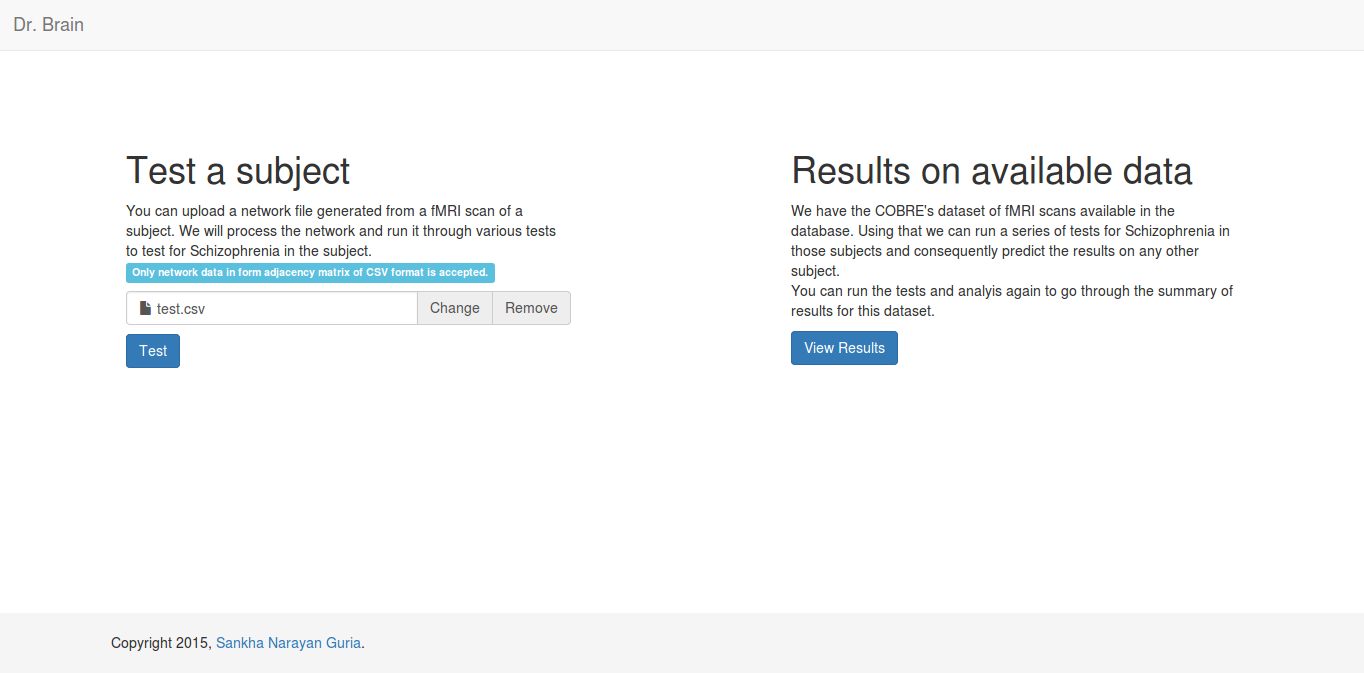 Dr. Brain
Test a subject
You can upload a network file generated from a fMRI scan of a
subject. We will process the network and run it through various tests
to test for Schizophrenia in the subject.
Only network data in form adjacency matrix of CSV format is accepted.
test.csv Change Remove
Test
Results on available data
We have the COBRE's dataset of fMRI scans available in the
database. Using that we can run a series of tests for Schizophrenia in
those subjects and consequently predict the results on any other
subject.
You can run the tests and analyis again to go through the summary of
results for this dataset.
View Results
Copyright 2015, Sankha Narayan Guria.